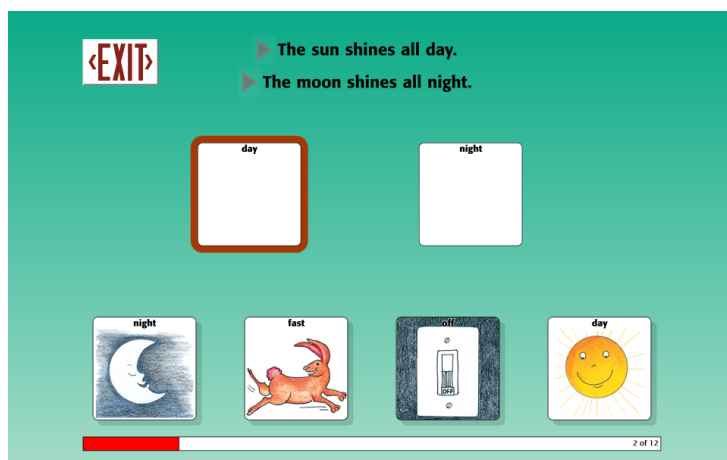 <EXIT>
The sun shines all day.
The moon shines all night.
day
night
night
fast
off
day
OFF
2 of 12